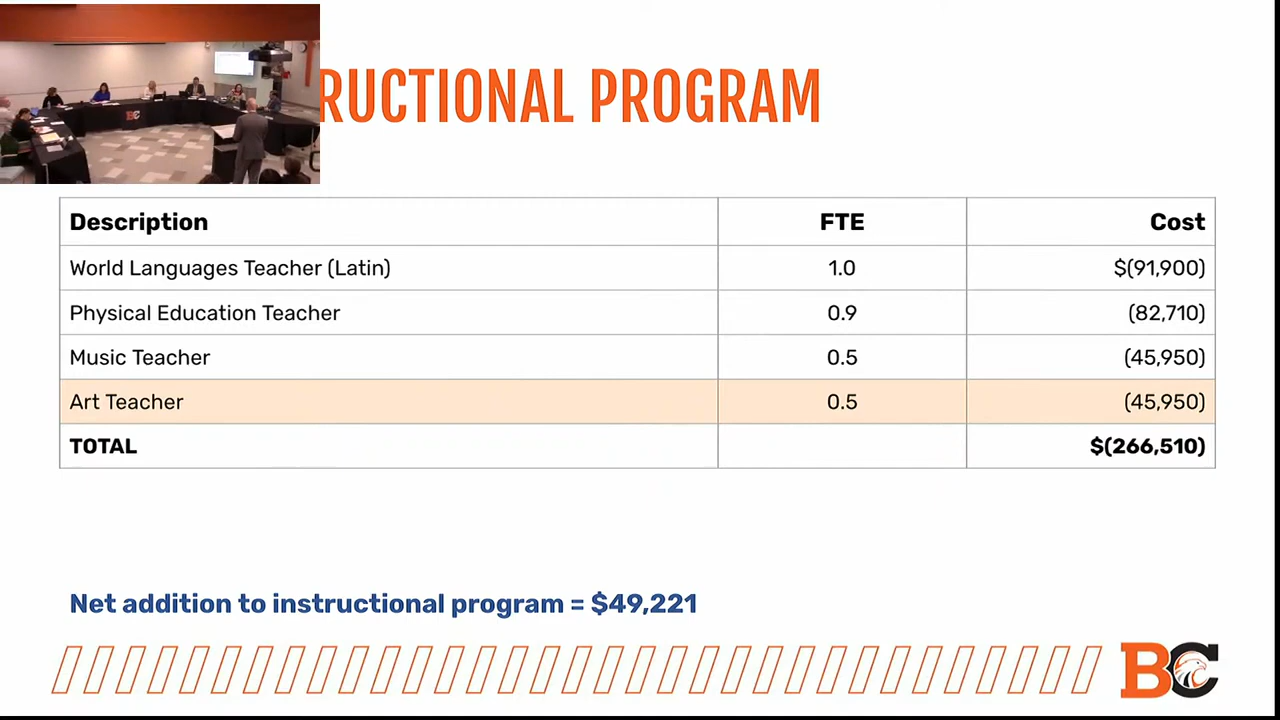 RUCTIONAL PROGRAM
Description FTE Cost
World Languages Teacher (Latin) 1.0 $(91,900)
Physical Education Teacher 0.9 (82,710)
Music Teacher 0.5 (45,950)
Art Teacher 0.5 (45,950)
TOTAL $(266,510)
Net addition to instructional program = $49,221
BC